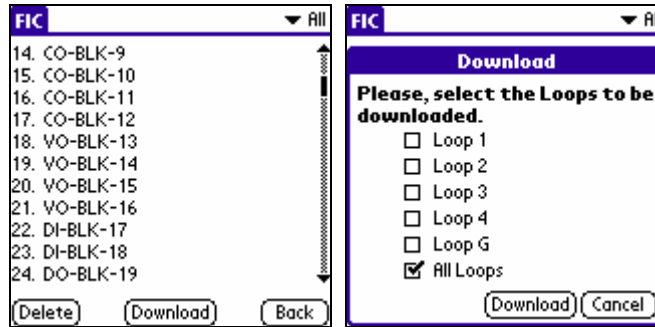 FIC
All
14. CO-BLK-9
15. CO-BLK-10
16. CO-BLK-11
17. CO-BLK-12
18. VO-BLK-13
19. VO-BLK-14
20. VO-BLK-15
21. VO-BLK-16
22. DI-BLK-17
23. DI-BLK-18
24. DO-BLK-19
Delete Download Back
FIC
Al
Download
Please, select the Loops to be
downloaded.
Loop 1
Loop 2
Loop 3
Loop 4
Loop G
All Loops
Download Cancel